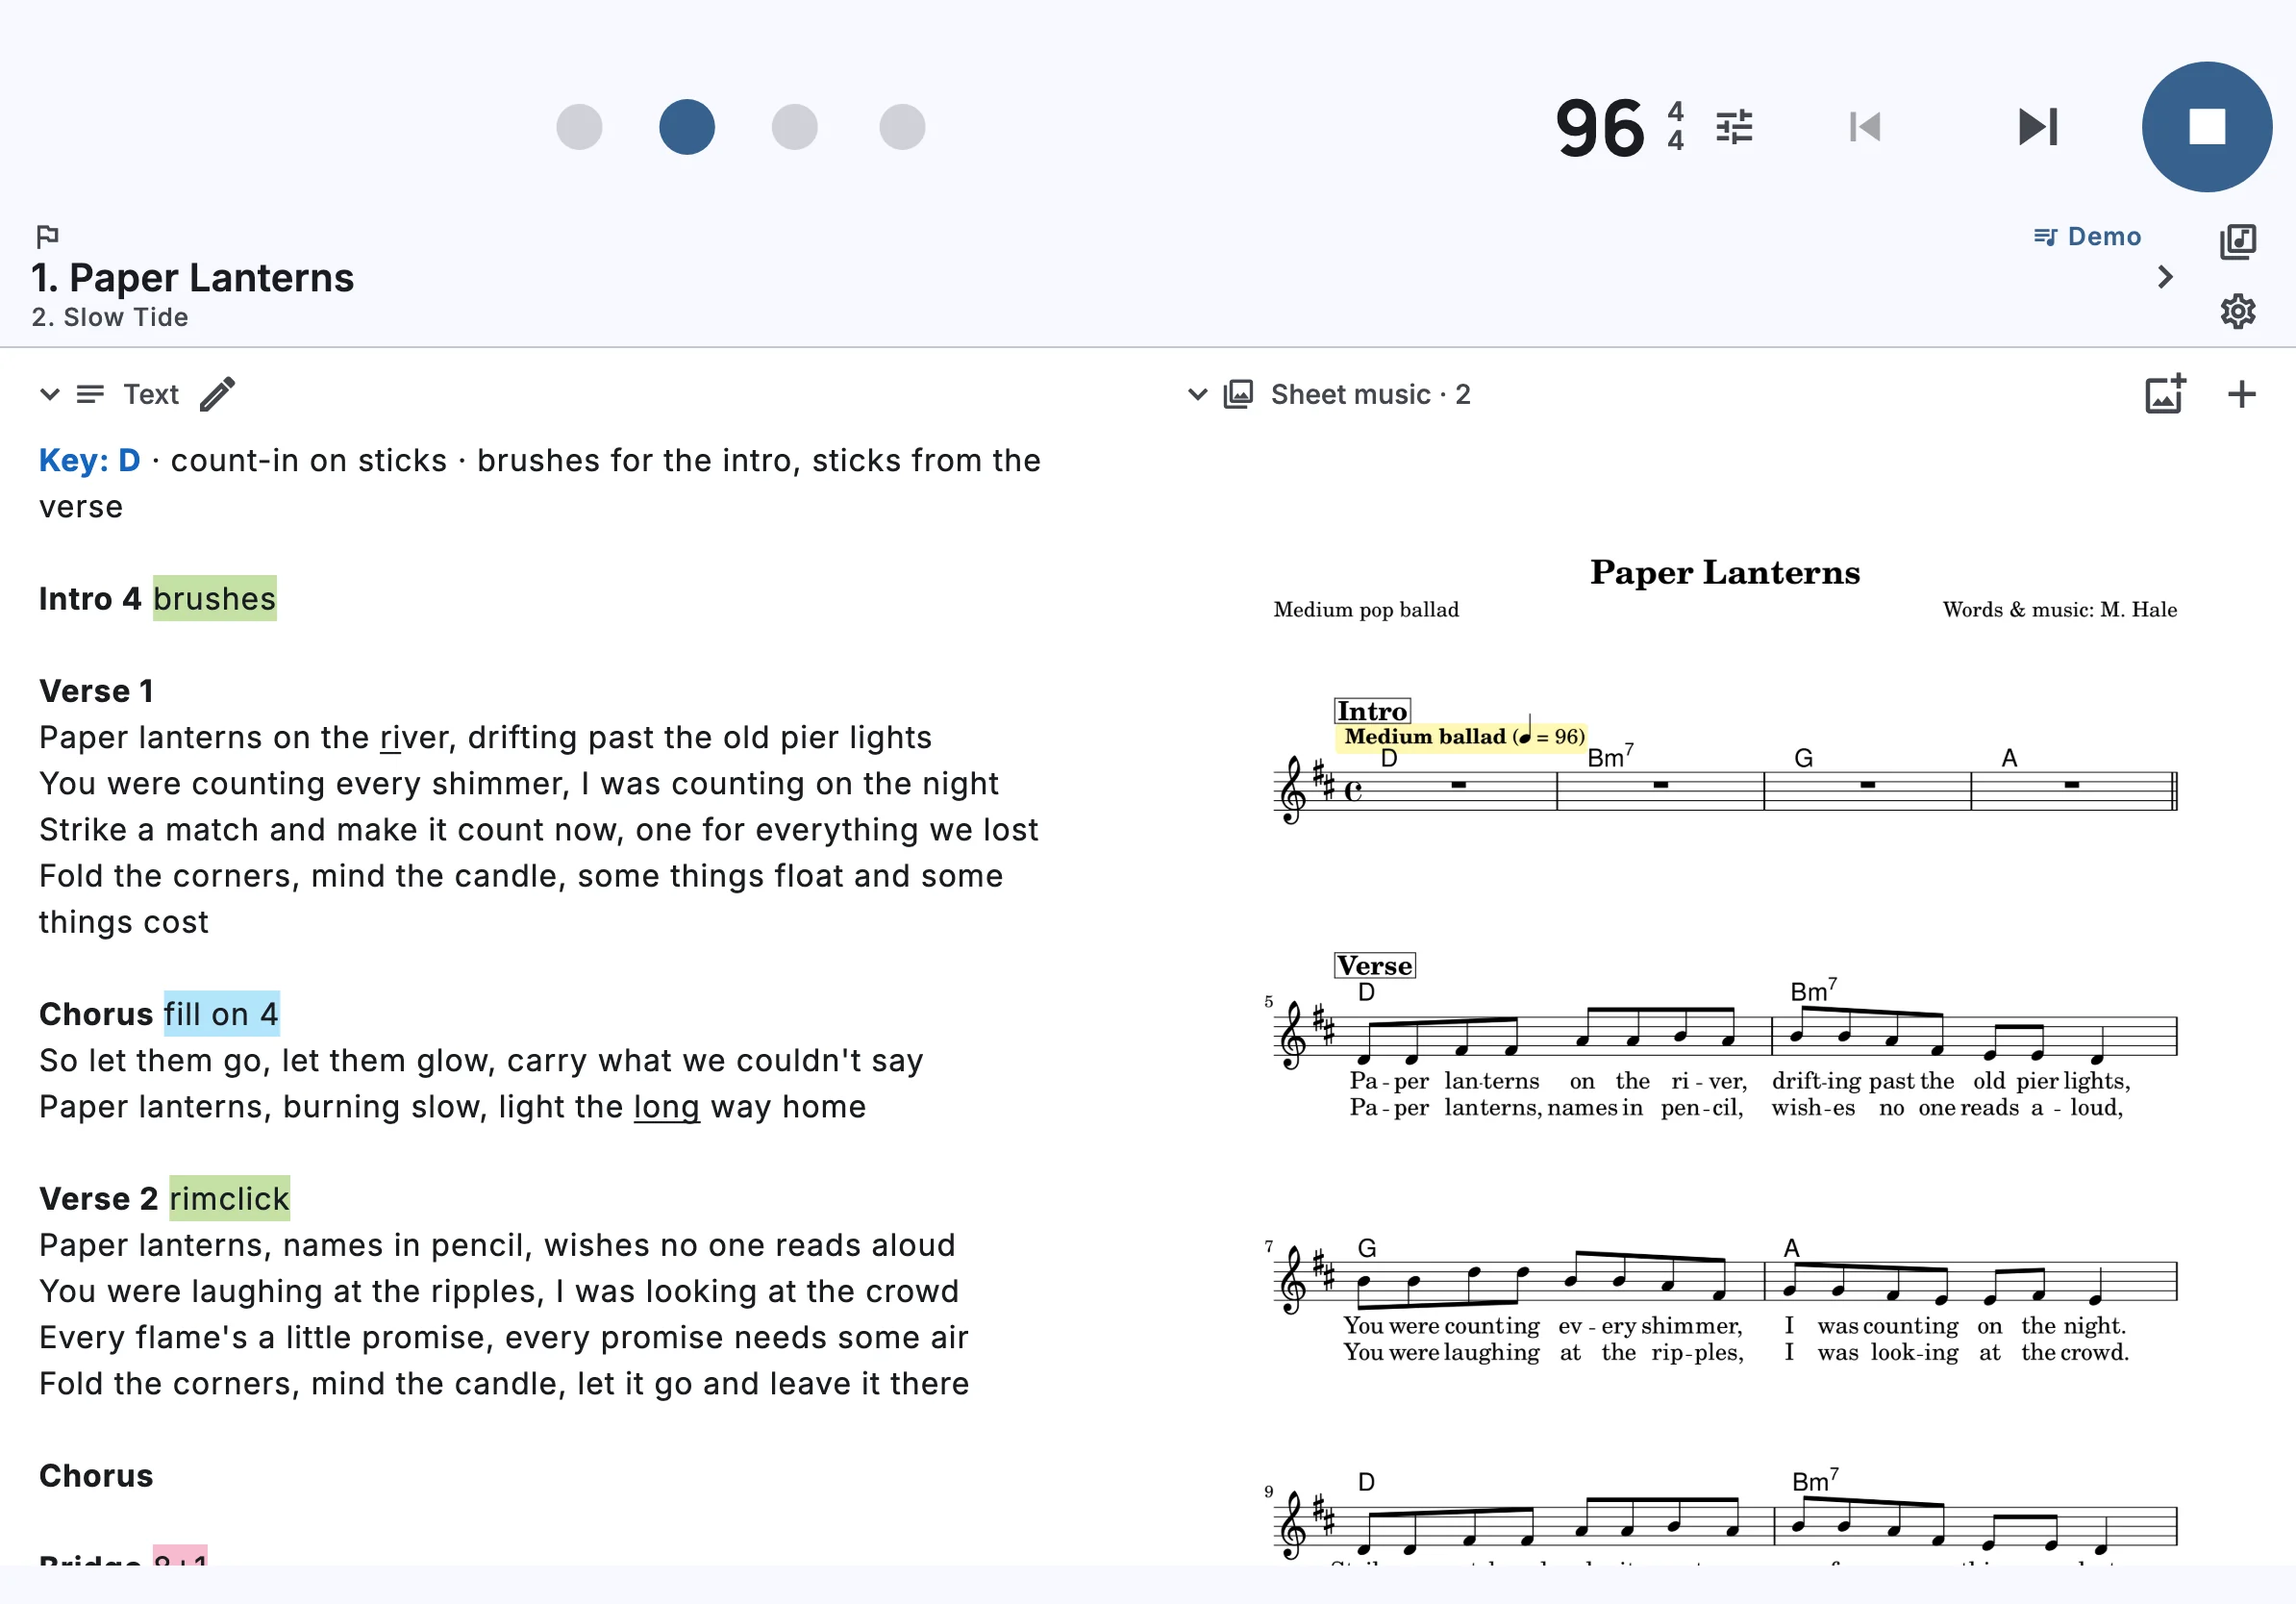 96
4
4
Demo
1. Paper Lanterns
2. Slow Tide
Text
Key: D · count-in on sticks · brushes for the intro, sticks from the
verse
Intro 4 brushes
Verse 1
Paper lanterns on the river, drifting past the old pier lights
You were counting every shimmer, I was counting on the night
Strike a match and make it count now, one for everything we lost
Fold the corners, mind the candle, some things float and some
things cost
Chorus fill on 4
So let them go, let them glow, carry what we couldn't say
Paper lanterns, burning slow, light the long way home
Verse 2 rimclick
Paper lanterns, names in pencil, wishes no one reads aloud
You were laughing at the ripples, I was looking at the crowd
Every flame's a little promise, every promise needs some air
Fold the corners, mind the candle, let it go and leave it there
Chorus
Bridge 8+1
Sheet music · 2
Paper Lanterns
Medium pop ballad
Words & music: M. Hale
Intro
Medium ballad (♩ = 96)
D Bm7 G A
Verse
D Bm7
5
Pa - per lan-terns on the ri - ver, drift-ing past the old pier lights,
Pa - per lanterns, names in pen-cil, wish-es no one reads a - loud,
G A
7
You were counting ev - ery shimmer, I was counting on the night.
You were laughing at the rip-ples, I was look-ing at the crowd.
D Bm7
9